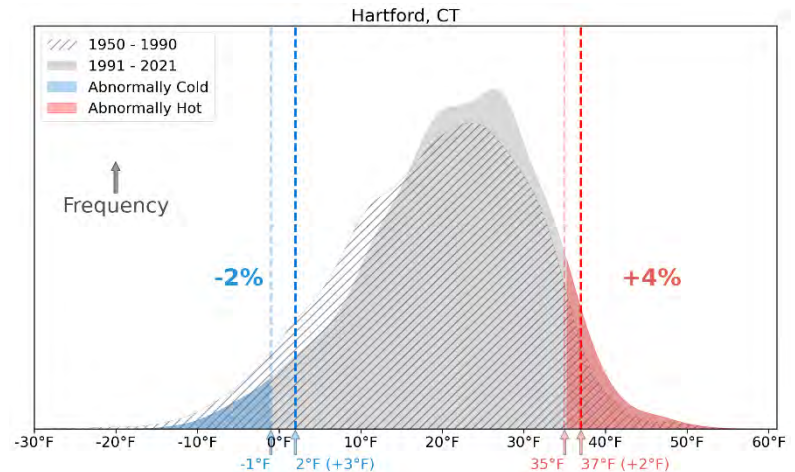 Hartford, CT
1950 - 1990
1991 - 2021
Abnormally Cold
Abnormally Hot
Frequency
-2%
+4%
-30°F -20°F -10°F 0°F 10°F 20°F 30°F 40°F 50°F 60°F
-1°F 2°F (+3°F) 35°F 37°F (+2°F)